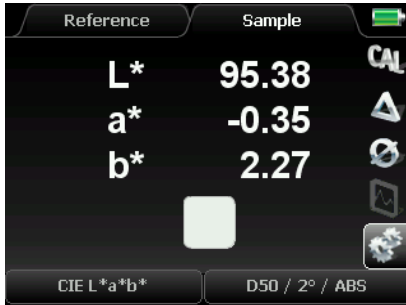 Reference Sample
CAL
L* 95.38
a* -0.35
b* 2.27
CIE L*a*b* D50 / 2° / ABS